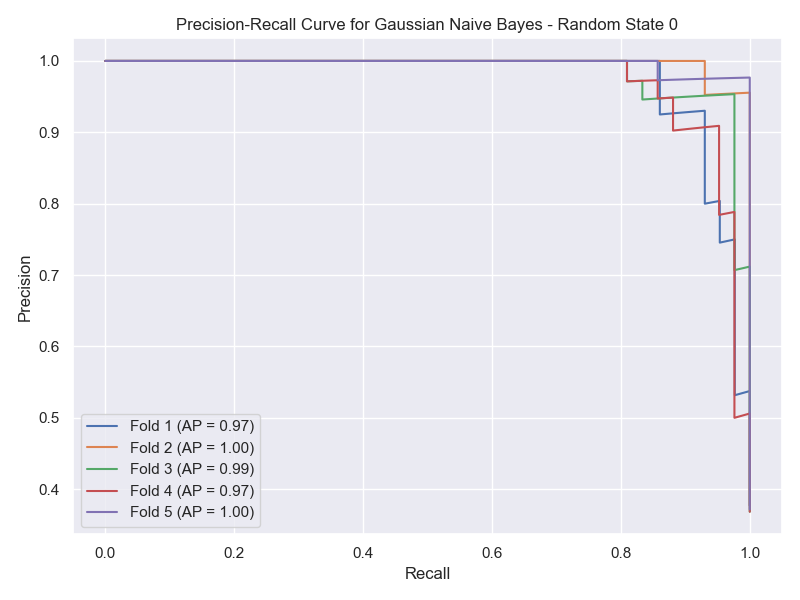 Precision-Recall Curve for Gaussian Naive Bayes - Random State 0
1.0
0.9
0.8
0.7
0.6
0.5
0.4
Precision
Fold 1 (AP = 0.97)
Fold 2 (AP = 1.00)
Fold 3 (AP = 0.99)
Fold 4 (AP = 0.97)
Fold 5 (AP = 1.00)
0.0 0.2 0.4 0.6 0.8 1.0
Recall